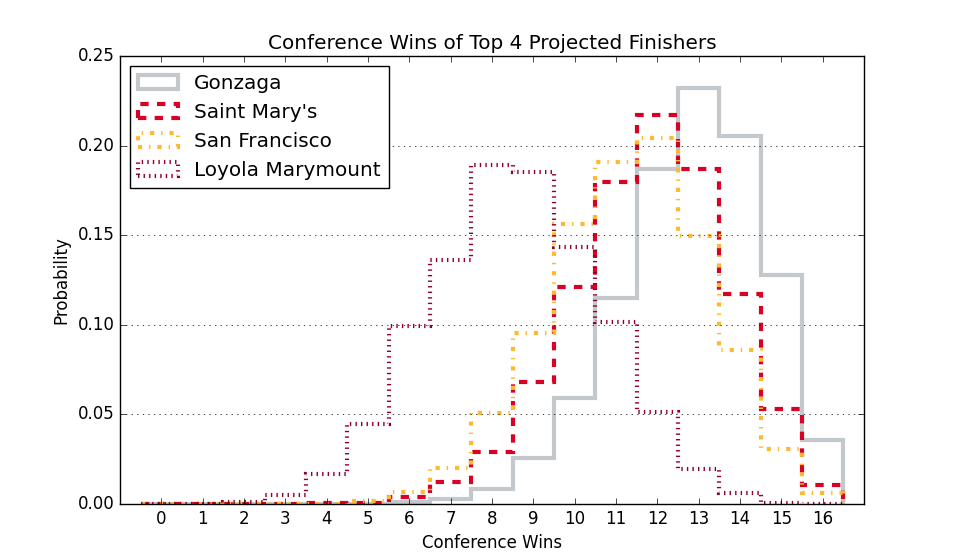 Conference Wins of Top 4 Projected Finishers
Gonzaga
Saint Mary's
San Francisco
Loyola Marymount
0.25
0.20
0.15
0.10
0.05
0.00
Probability
0 1 2 3 4 5 6 7 8 9 10 11 12 13 14 15 16
Conference Wins